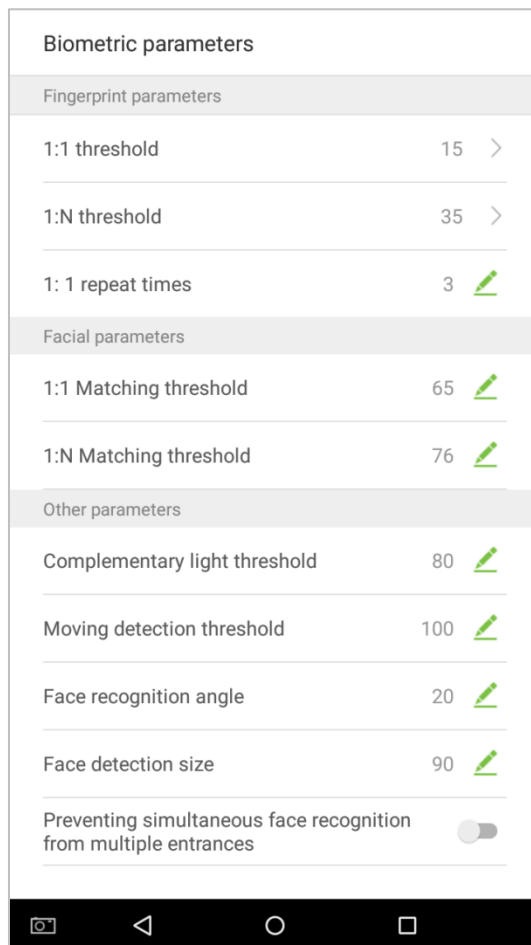 Biometric parameters
Fingerprint parameters
1:1 threshold 15
1:N threshold 35
1: 1 repeat times 3
Facial parameters
1:1 Matching threshold 65
1:N Matching threshold 76
Other parameters
Complementary light threshold 80
Moving detection threshold 100
Face recognition angle 20
Face detection size 90
Preventing simultaneous face recognition
from multiple entrances